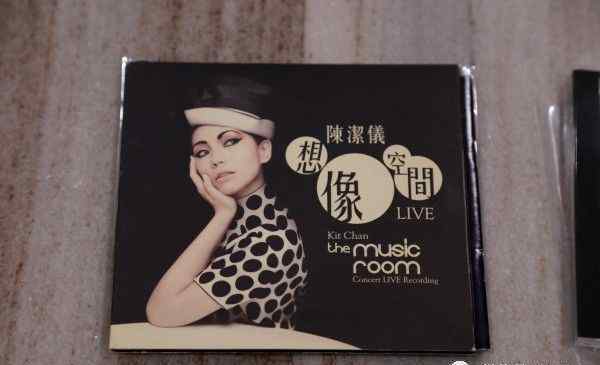 陳潔儀
想像空間
LIVE
Kit Chan
the music
room
Concert LIVE Recording